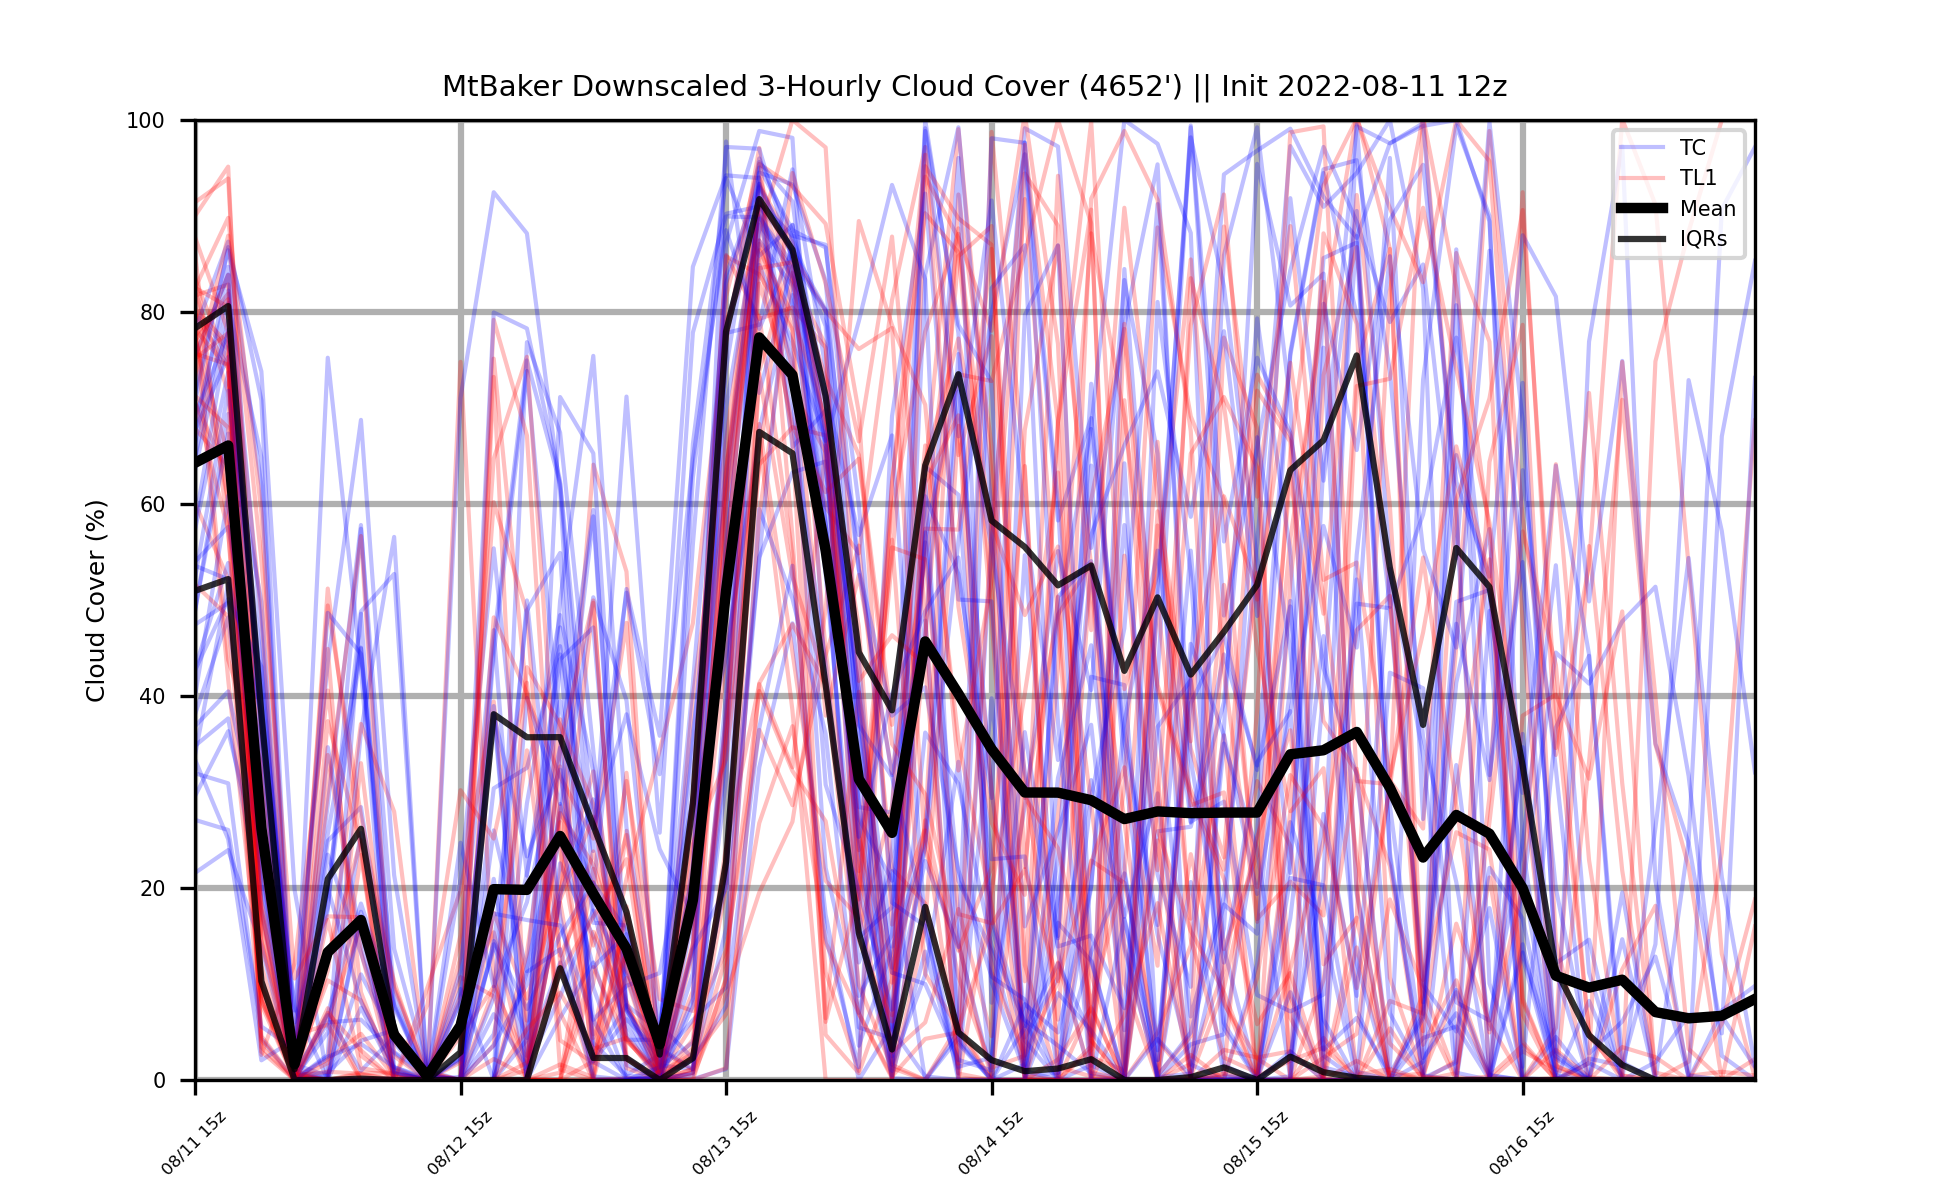 MtBaker Downscaled 3-Hourly Cloud Cover (4652') || Init 2022-08-11 12z
100
80
60
40
20
0
Cloud Cover (%)
TC
TL1
Mean
IQRs
08/11 15z
08/12 15z
08/13 15z
08/14 15z
08/15 15z
08/16 15z